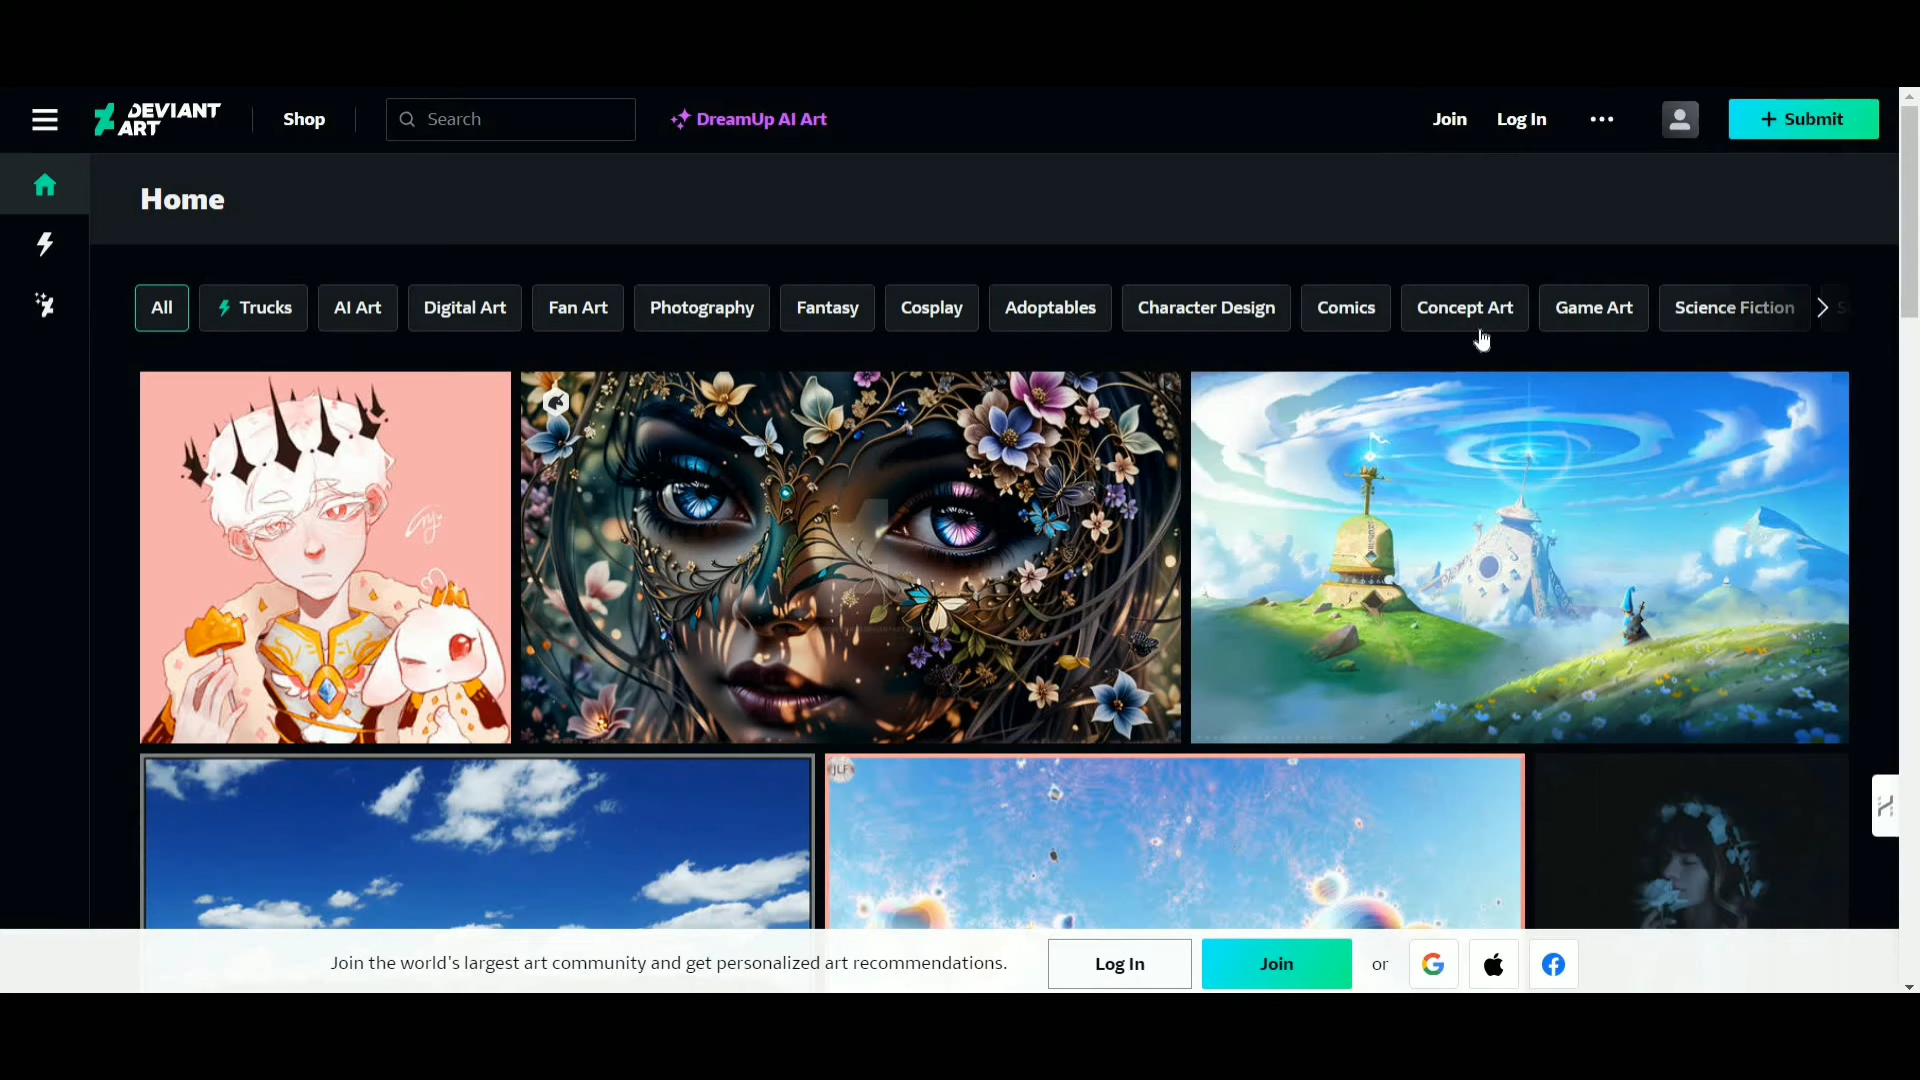 DEVIANT
ART
Shop
Search
DreamUp AI Art
Join
Log In
+ Submit
Home
All
Trucks
AI Art
Digital Art
Fan Art
Photography
Fantasy
Cosplay
Adoptables
Character Design
Comics
Concept Art
Game Art
Science Fiction
JLF
Join the world's largest art community and get personalized art recommendations.
Log In
Join
or